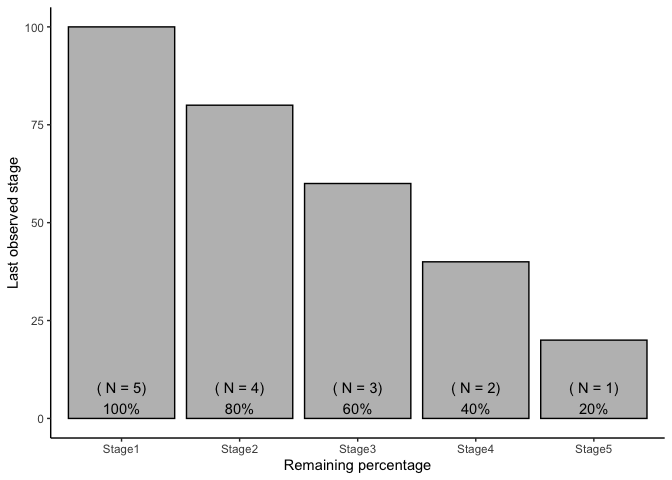 Last observed stage
100
75
50
25
0
( N = 5)
100%
( N = 4)
80%
( N = 3)
60%
( N = 2)
40%
( N = 1)
20%
Stage1 Stage2 Stage3 Stage4 Stage5
Remaining percentage